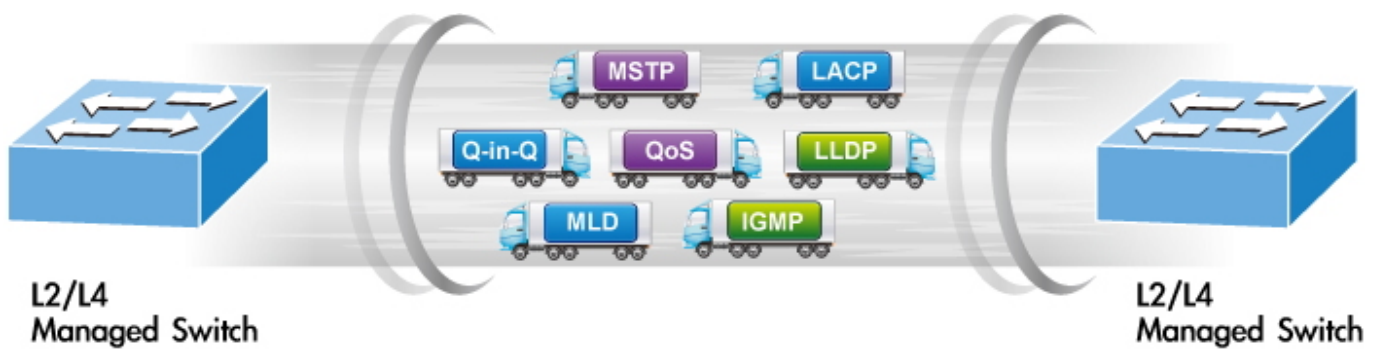 MSTP
LACP
Q-in-Q
QoS
LLDP
MLD
IGMP
L2/L4
Managed Switch
L2/L4
Managed Switch